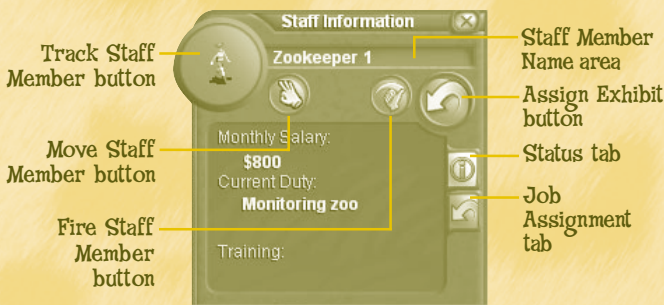 Staff Information
Zookeeper 1
Monthly Salary:
$800
Current Duty:
Monitoring zoo
Training:
Track Staff
Member button
Move Staff
Member button
Fire Staff
Member
button
Staff Member
Name area
Assign Exhibit
button
Status tab
Job
Assignment
tab